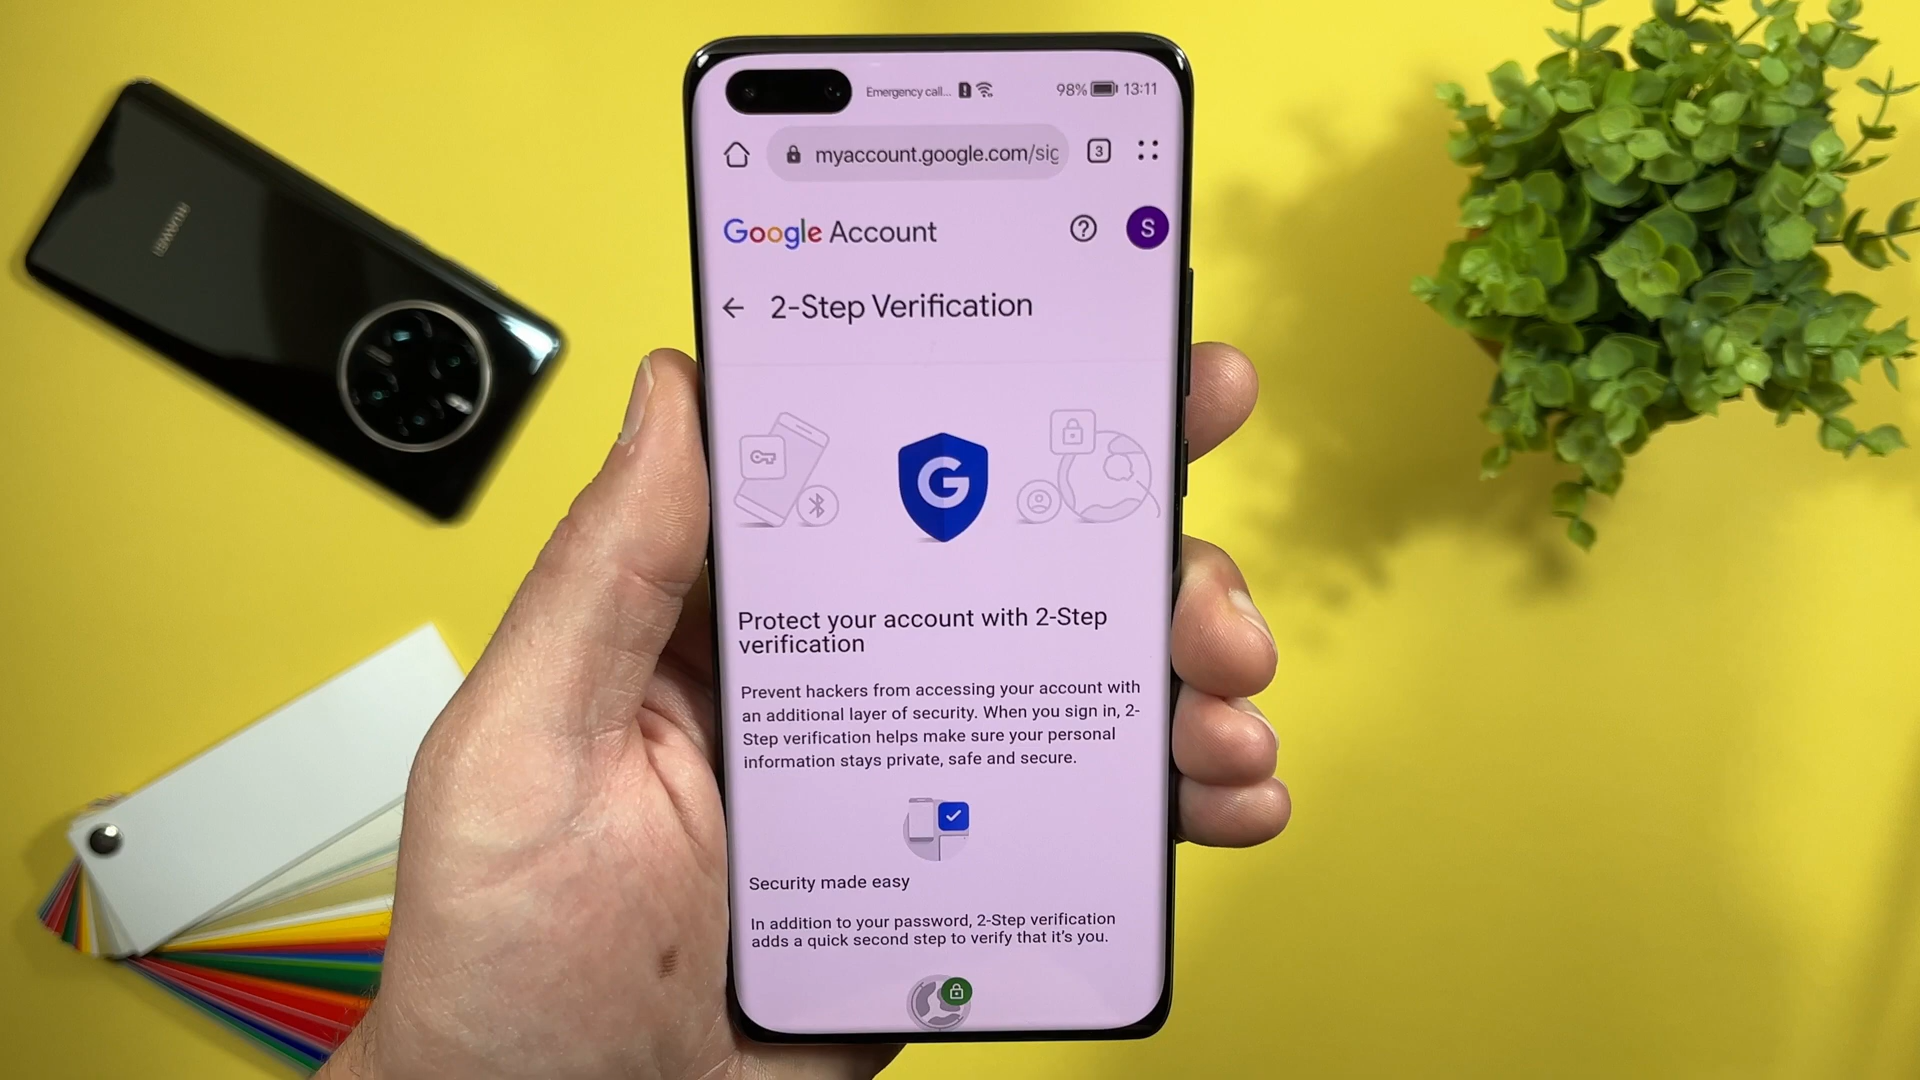 HUAWEI
Emergency call... 98% 13:11
myaccount.google.com/sig
3
Google Account
S
2-Step Verification
G
Protect your account with 2-Step
verification
Prevent hackers from accessing your account with
an additional layer of security. When you sign in, 2-
Step verification helps make sure your personal
information stays private, safe and secure.
Security made easy
In addition to your password, 2-Step verification
adds a quick second step to verify that it's you.